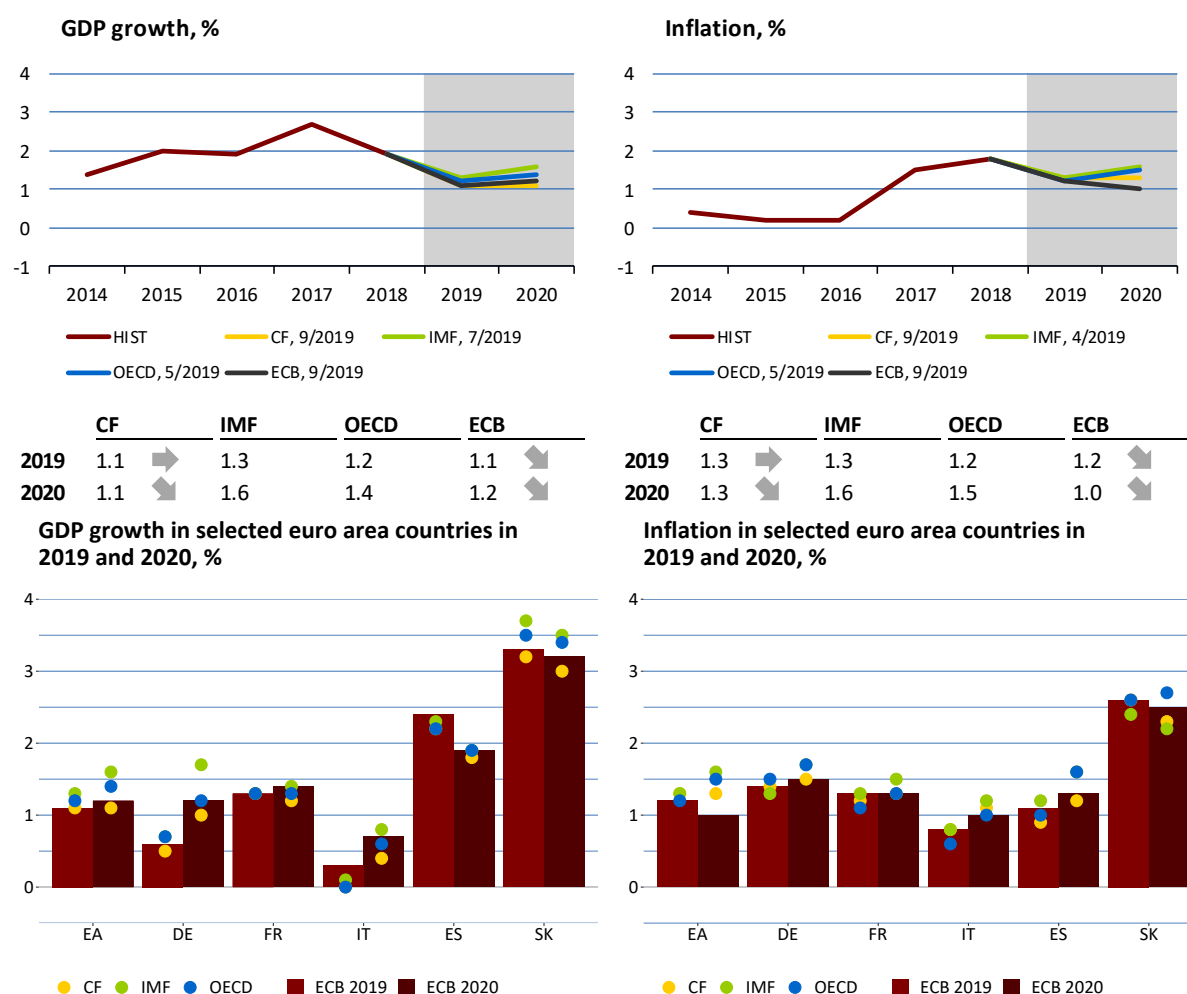 GDP growth, %
4
3
2
1
0
-1
2014 2015 2016 2017 2018 2019 2020
HIST CF, 9/2019 IMF, 7/2019
OECD, 5/2019 ECB, 9/2019
CF IMF OECD ECB
2019 1.1 1.3 1.2 1.1
2020 1.1 1.6 1.4 1.2
Inflation, %
4
3
2
1
0
-1
2014 2015 2016 2017 2018 2019 2020
HIST CF, 9/2019 IMF, 4/2019
OECD, 5/2019 ECB, 9/2019
CF IMF OECD ECB
2019 1.3 1.3 1.2 1.2
2020 1.3 1.6 1.5 1.0
GDP growth in selected euro area countries in
2019 and 2020, %
4
3
2
1
0
EA DE FR IT ES SK
CF IMF OECD ECB 2019 ECB 2020
Inflation in selected euro area countries in
2019 and 2020, %
4
3
2
1
0
EA DE FR IT ES SK
CF IMF OECD ECB 2019 ECB 2020